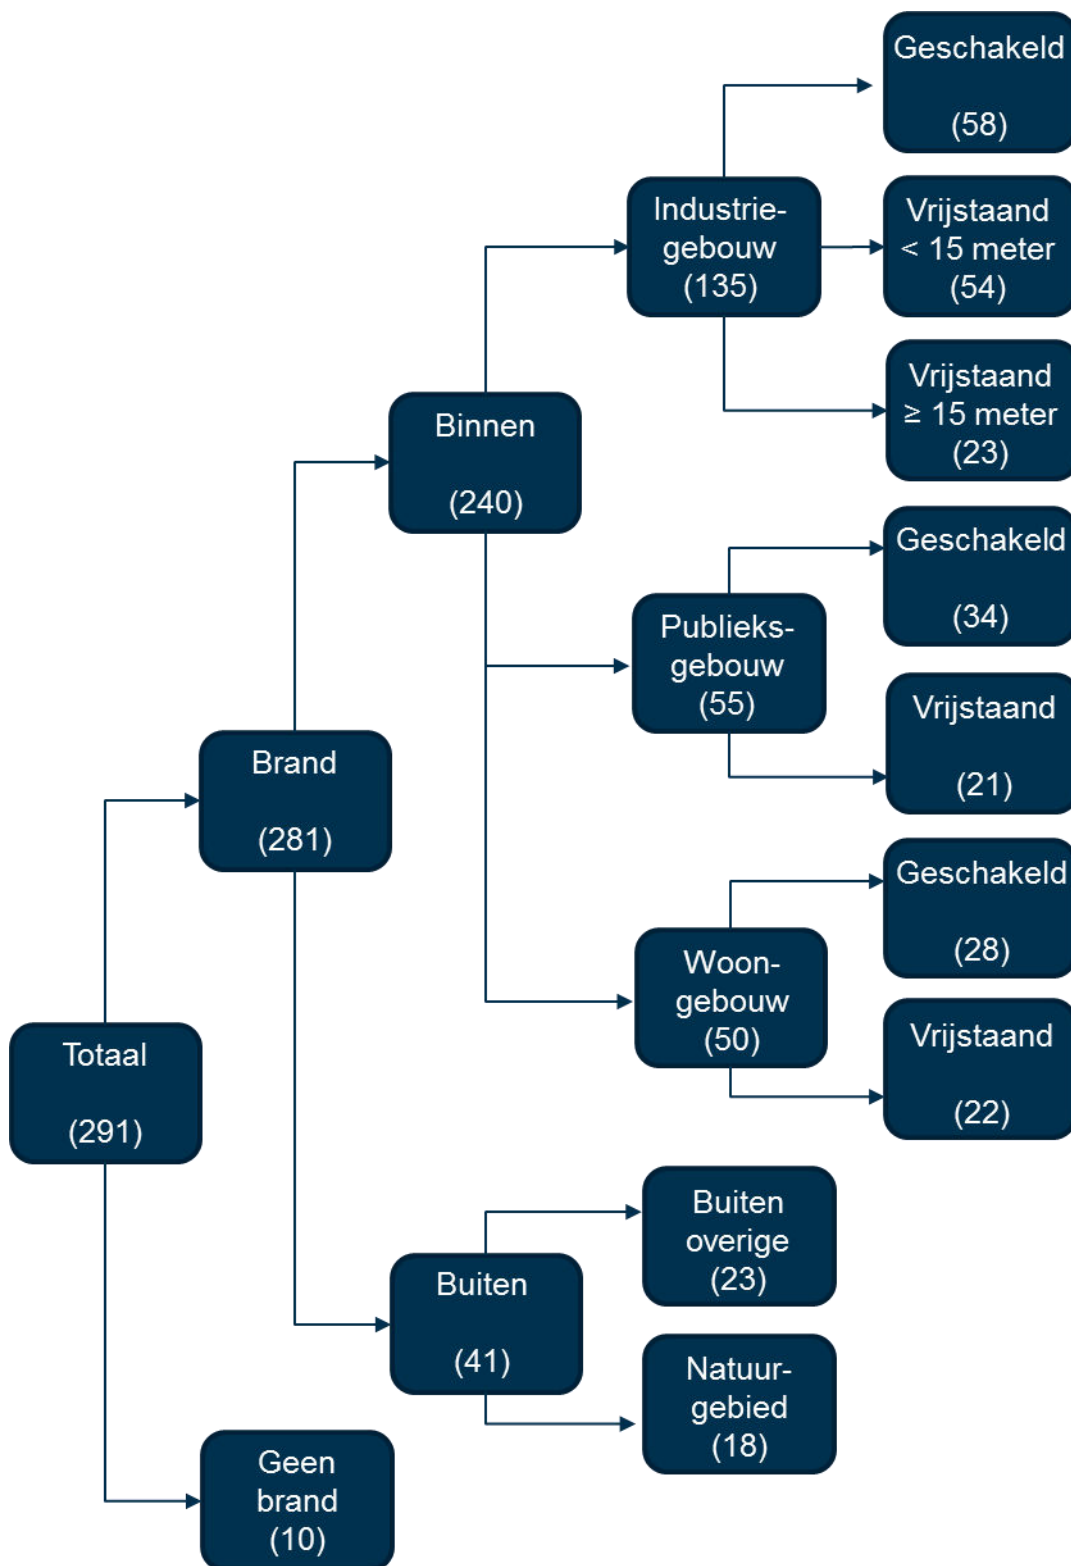 Geschakeld
(58)
Industrie-
gebouw
(135)
Vrijstaand
< 15 meter
(54)
Vrijstaand
≥ 15 meter
(23)
Binnen
(240)
Geschakeld
(34)
Publieks-
gebouw
(55)
Vrijstaand
(21)
Brand
(281)
Geschakeld
(28)
Woon-
gebouw
(50)
Vrijstaand
(22)
Totaal
(291)
Buiten
overige
(23)
Buiten
(41)
Natuur-
gebied
(18)
Geen
brand
(10)